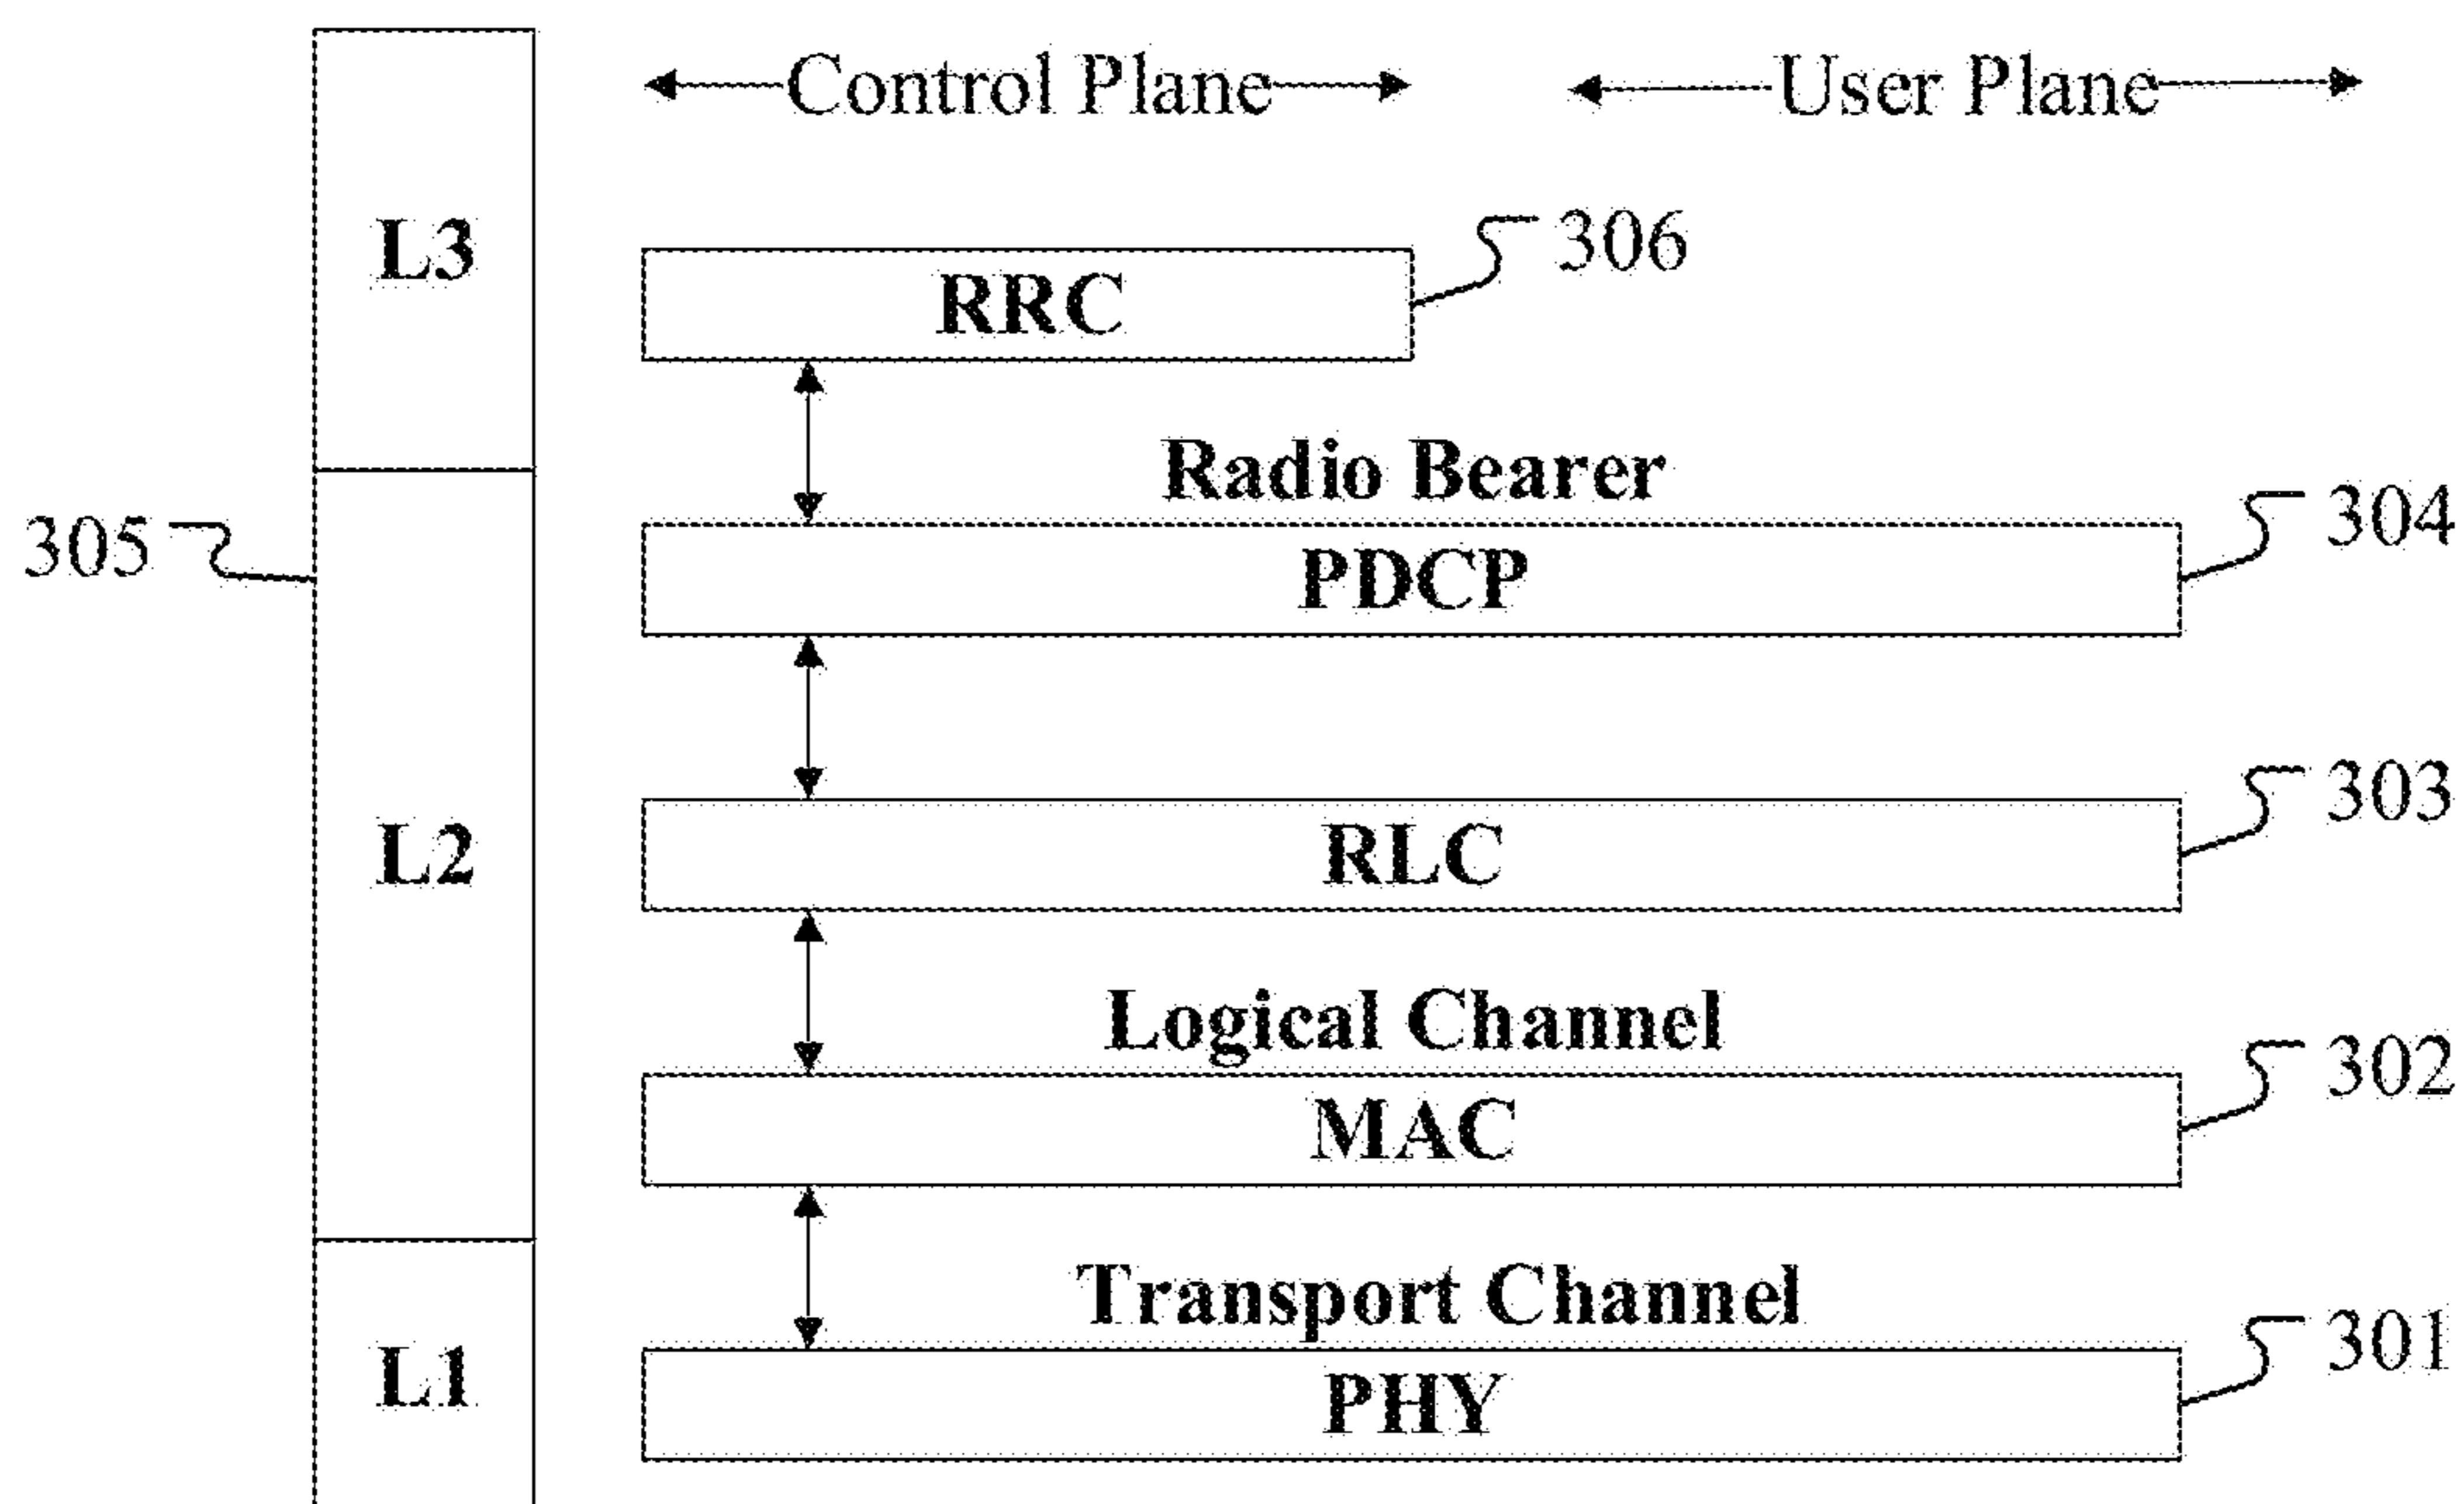 Control Plane
User Plane
L3
306
RRC
Radio Bearer
305
304
PDCP
303
L2
RLC
Logical Channel
302
MAC
Transport Channel
301
L1
PHY